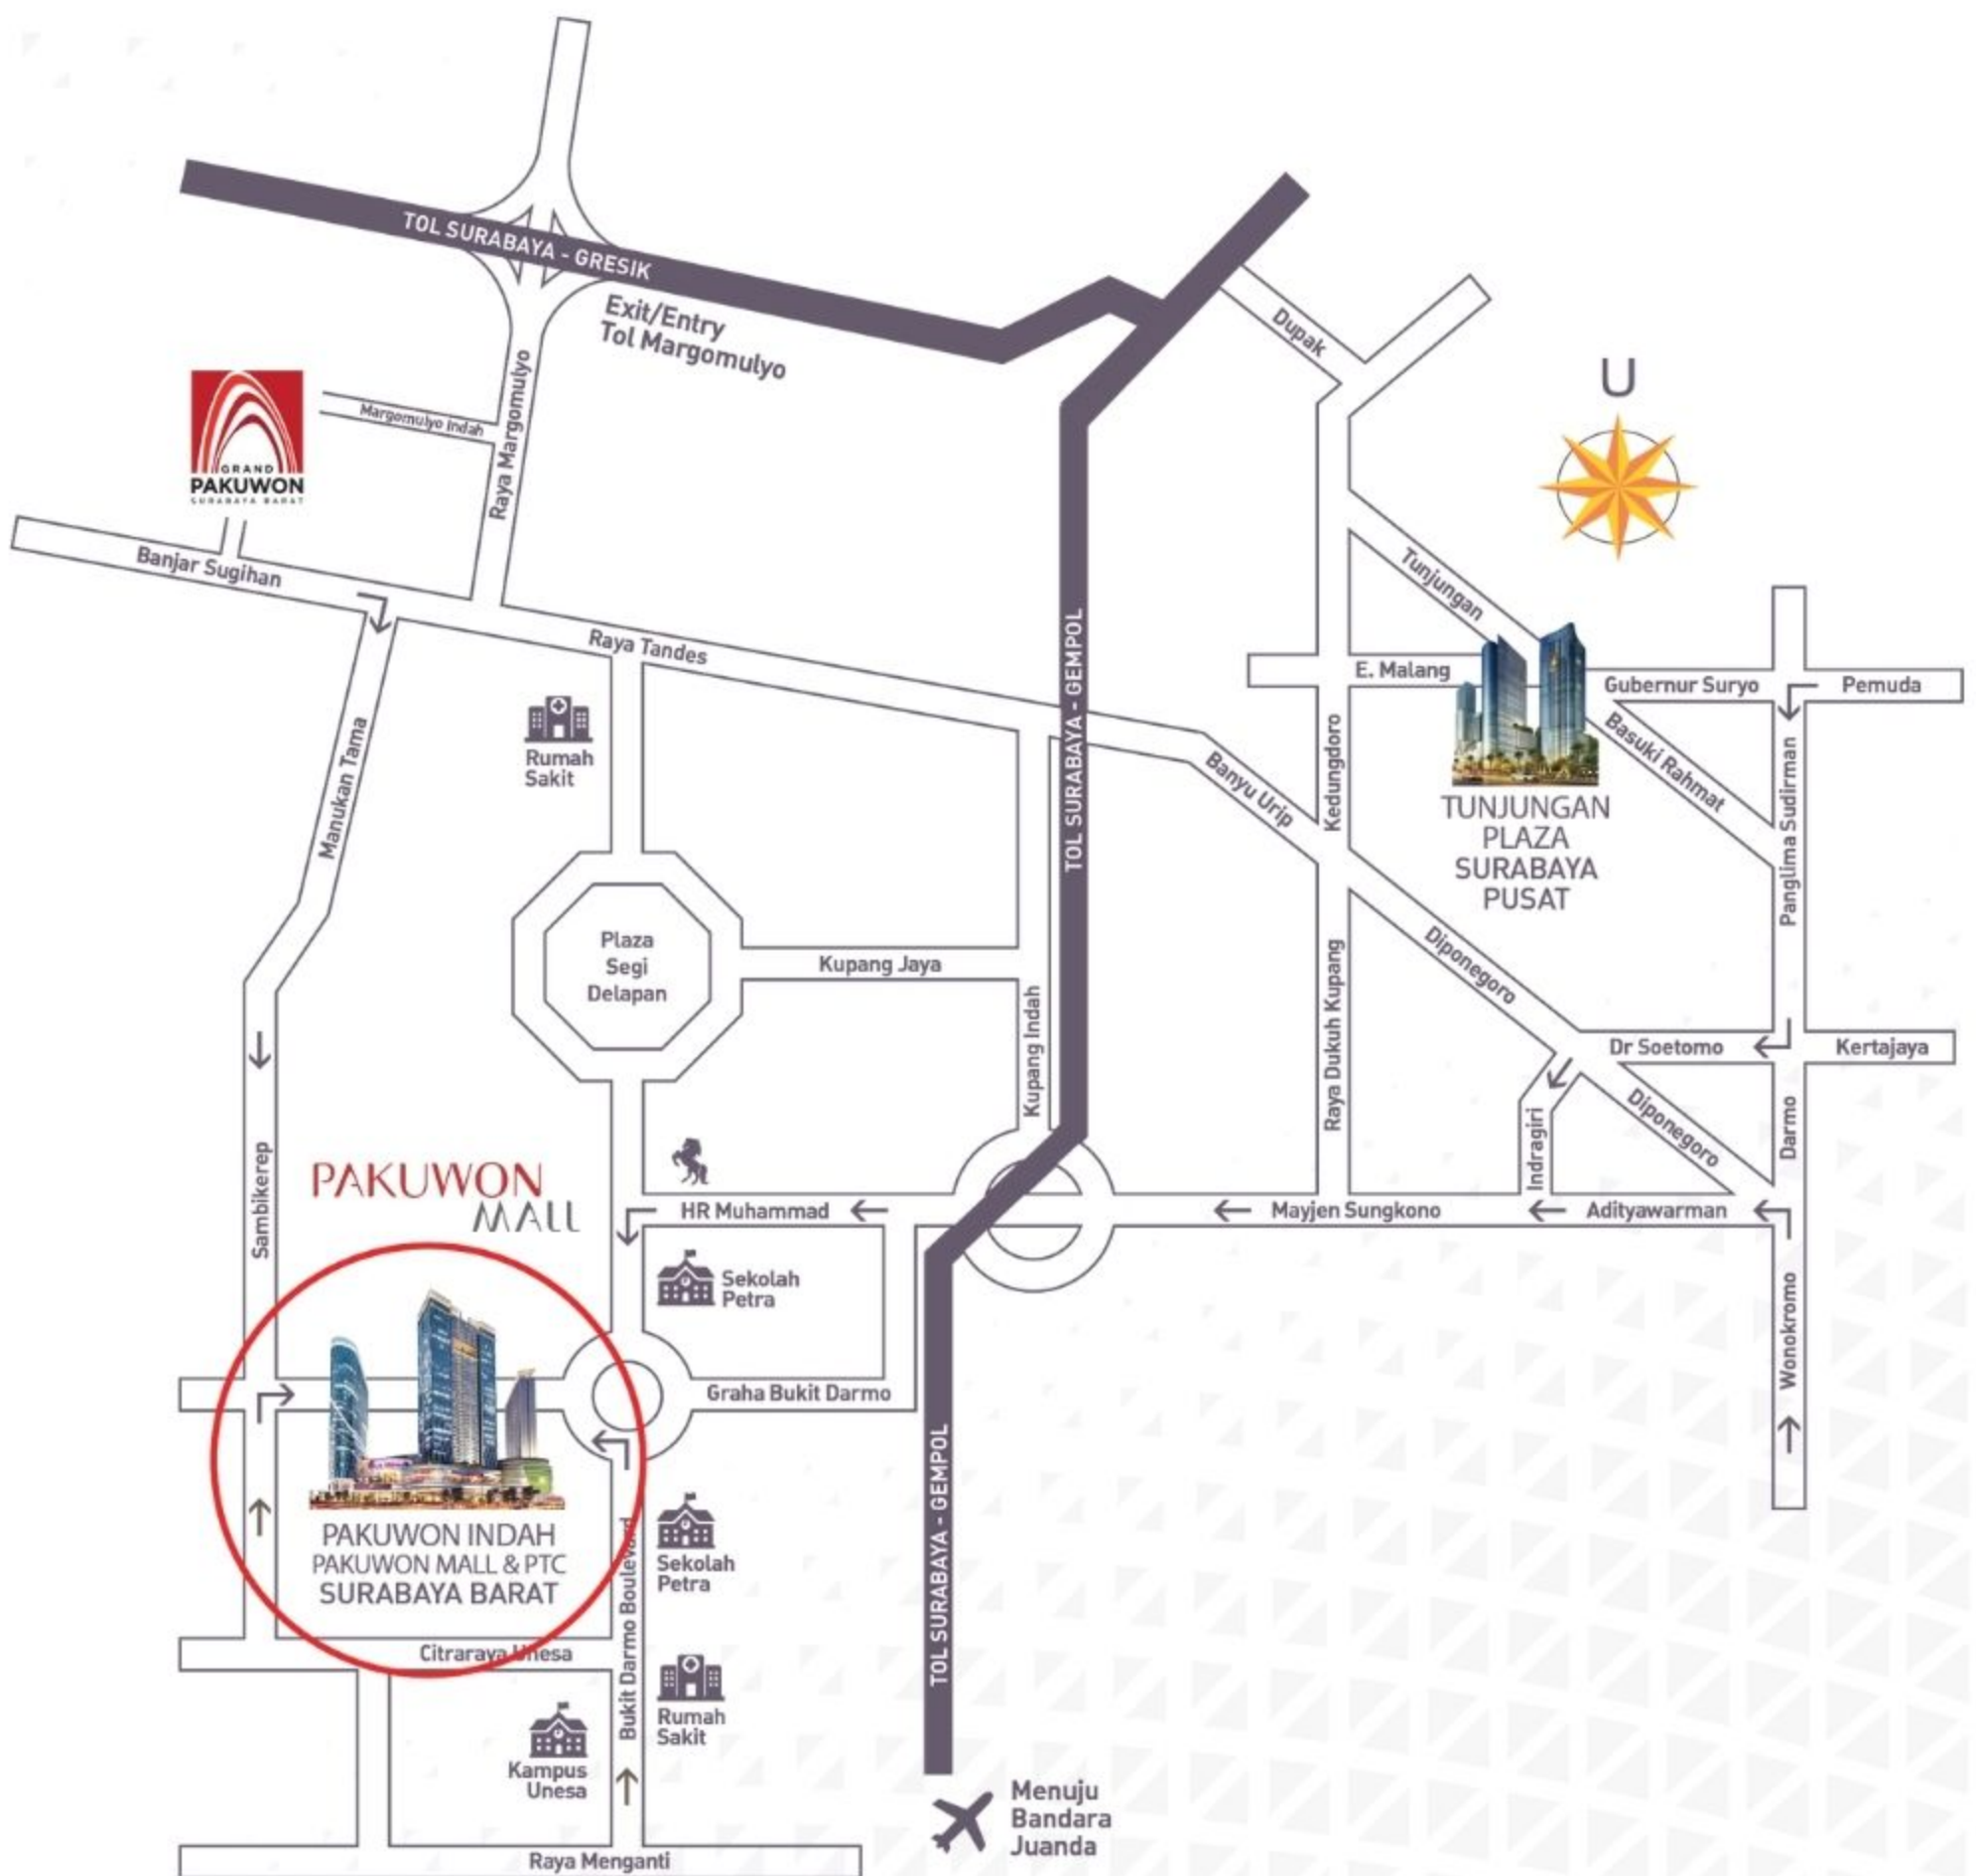 TOL SURABAYA - GRESIK
Exit/Entry
Tol Margomulyo
Dupak
U
Raya Margomulyo
Margomulyo Indah
GRAND
PAKUWON
SURABAYA BARAT
Banjar Sugihan
Raya Tandes
Tunjungan
E. Malang
Gubernur Suryo
Pemuda
Basuki Rahmat
Panglima Sudirman
Kedungdoro
Banyu Urip
TOL SURABAYA - GEMPOL
Rumah
Sakit
Manukan Tama
TUNJUNGAN
PLAZA
SURABAYA
PUSAT
Plaza
Segi
Delapan
Kupang Jaya
Kupang Indah
Raya Dukuh Kupang
Diponegoro
Dr Soetomo
Kertajaya
Indragiri
Diponegoro
Darmo
Sambikerep
PAKUWON
MALL
HR Muhammad
Mayjen Sungkono
Adityawarman
Sekolah
Petra
Wonokromo
Graha Bukit Darmo
PAKUWON INDAH
PAKUWON MALL & PTC
SURABAYA BARAT
Sekolah
Petra
TOL SURABAYA - GEMPOL
Bukit Darmo Boulevard
Citraraya Unesa
Rumah
Sakit
Kampus
Unesa
Menuju
Bandara
Juanda
Raya Menganti